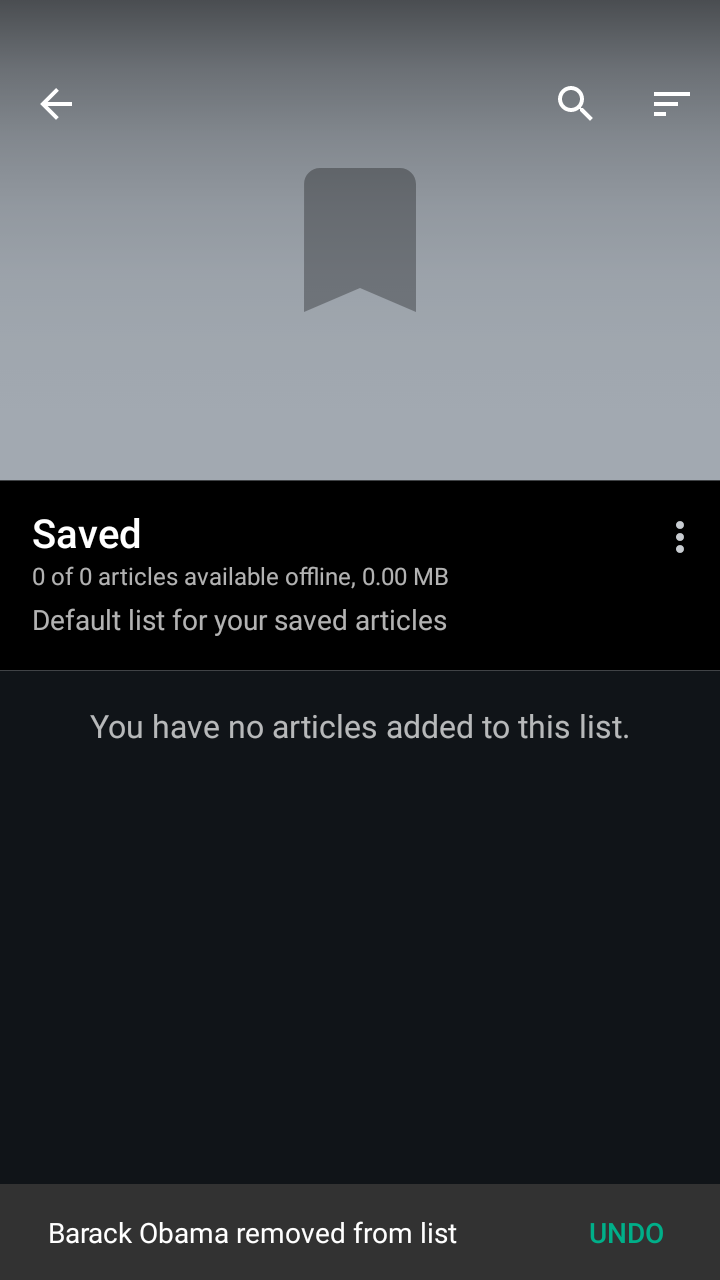 Saved
0 of 0 articles available offline, 0.00 MB
Default list for your saved articles
You have no articles added to this list.
Barack Obama removed from list UNDO